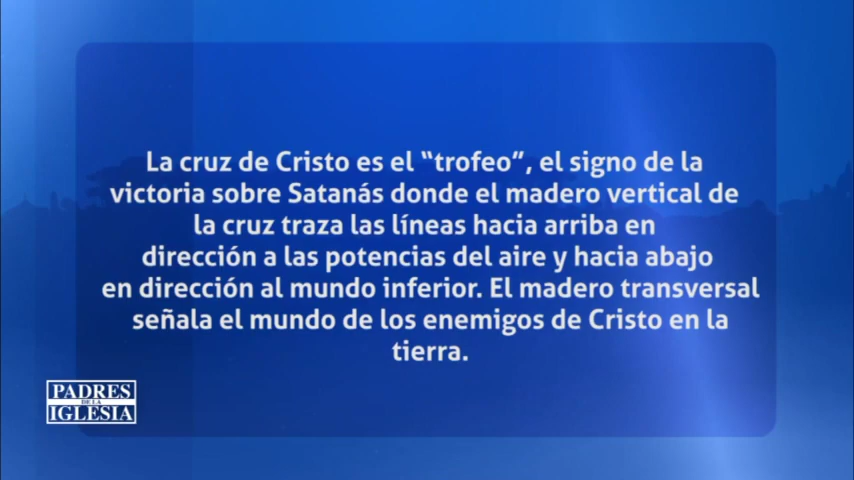 La cruz de Cristo es el “trofeo”, el signo de la
victoria sobre Satanás donde el madero vertical de
la cruz traza las líneas hacia arriba en
dirección a las potencias del aire y hacia abajo
en dirección al mundo inferior. El madero transversal
señala el mundo de los enemigos de Cristo en la
tierra.
PADRES
DE LA
IGLESIA